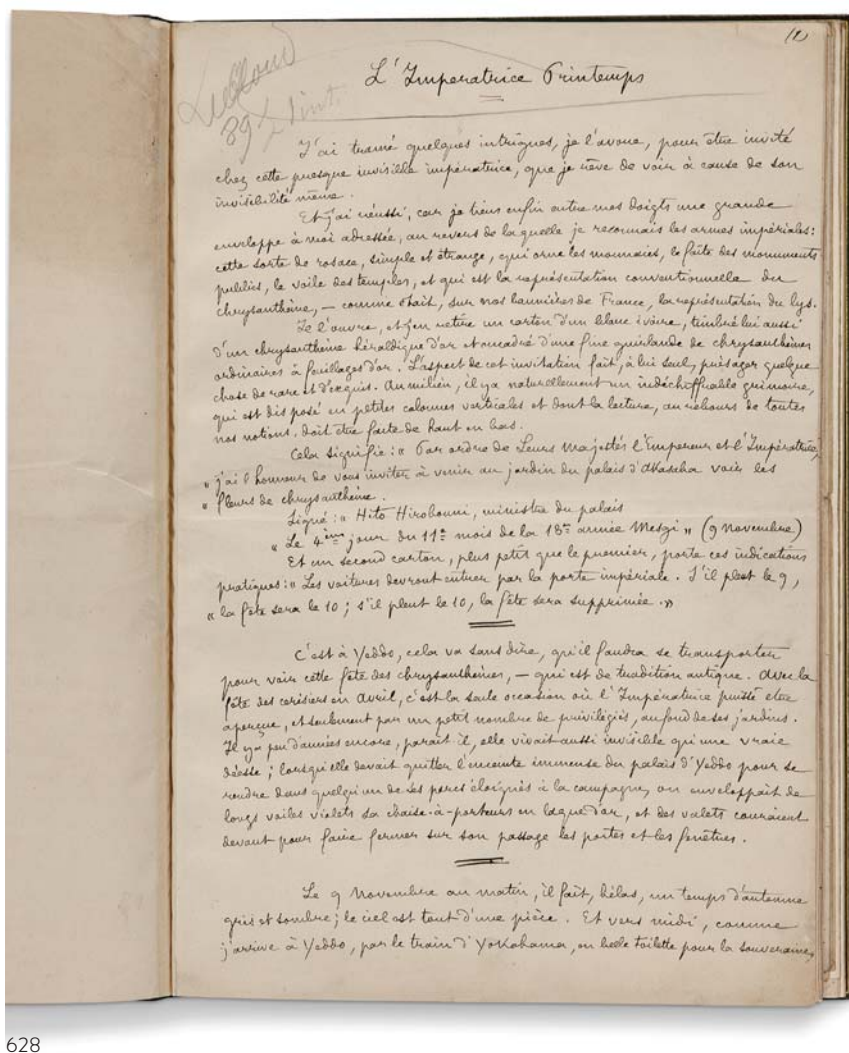 10
L'Imperatrice Printemps
J'ai tramé quelques intrigues, je l'avoue, pour être invité
chez cette presque invisible impératrice, que je rêve de voir à cause de son
invisibilité même.
Et j'ai réussi, car je tiens enfin entre mes doigts une grande
enveloppe à moi adressée, au revers de laquelle je reconnais les armes impériales:
cette sorte de rosace, simple et étrange, qui orne les monnaies, le faîte des monuments
publics, le voile des temples, et qui est la représentation conventionnelle du
chrysanthème, — comme était, sur nos bannières de France, la représentation du lys.
Je l'ouvre, et j'en retire un carton d'un blanc ivoire, timbré lui aussi
d'un chrysanthème héraldique d'or et encadré d'une fine guirlande de chrysanthèmes
ordinaires à feuillages d'or. L'aspect de cet invitation fait, à lui seul, présager quelque
chose de rare et d'exquis. Au milieu, il y a naturellement un indéchiffrable grimoire,
qui est disposé en petites colonnes verticales et dont la lecture, au rebours de toutes
nos notions, doit être faite de haut en bas.
Cela signifie: « Par ordre de Leurs Majestés l'Empereur et l'Impératrice,
« j'ai l'honneur de vous inviter à venir au jardin du palais d'Akasaka voir les
« fleurs de chrysanthème.
Signé: « Hito Hirobouni, ministre du palais
« Le 4ème jour du 11e mois de la 18me année Mesgi » (9 Novembre)
Et un second carton, plus petit que le premier, porte ces indications
pratiques: « Les voitures devront entrer par la porte impériale. S'il pleut le 9,
« la fête sera le 10; s'il pleut le 10, la fête sera supprimée. »
C'est à Yeddo, cela va sans dire, qu'il faudra se transporter
pour voir cette fête des chrysanthèmes, — qui est de tradition antique. Avec la
fête des cerisiers en Avril, c'est la seule occasion où l'Impératrice puisse être
aperçue, et seulement par un petit nombre de privilégiés, au fond de ses jardins.
Il y a peu d'années encore, paraît il, elle vivait aussi invisible qu'une vraie
déesse; lorsqu'elle devait quitter l'enceinte immense du palais d'Yeddo pour se
rendre dans quelqu'un de ses parcs éloignés à la campagne, on enveloppait de
longs voiles violets sa chaise-à-porteurs en laque d'or, et des valets couraient
devant pour faire fermer sur son passage les portes et les fenêtres.
Le 9 Novembre au matin, il fait, hélas, un temps d'automne
gris et sombre; le ciel est tout d'une pièce. Et vers midi, comme
j'arrive à Yeddo, par le train d'Yokohama, en belle toilette pour la souveraine,
628